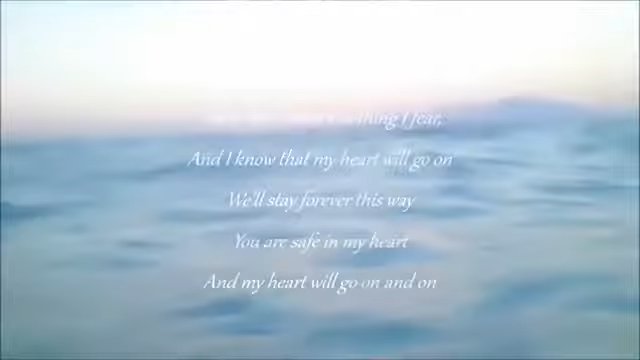 thing I fear,
And I know that my heart will go on
We'll stay forever this way
You are safe in my heart
And my heart will go on and on